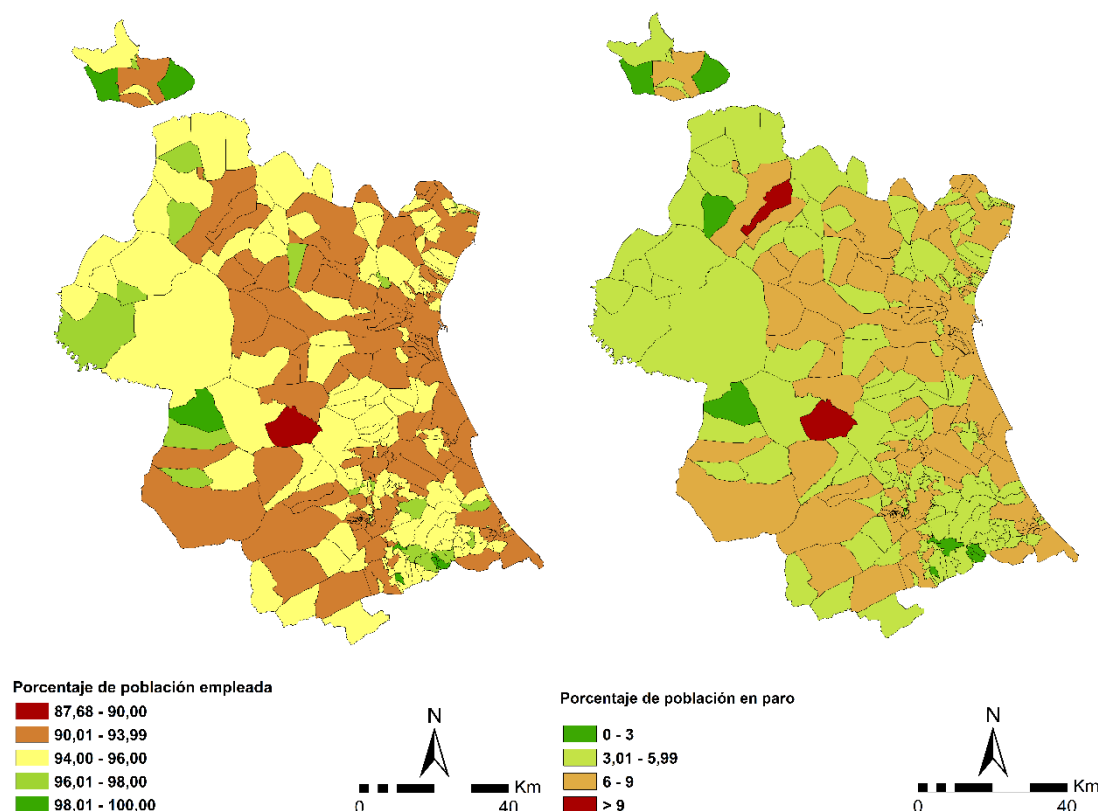 Porcentaje de población empleada
87,68 - 90,00
90,01 - 93,99
94,00 - 96,00
96,01 - 98,00
98,01 - 100,00
N
Km
0 40
Porcentaje de población en paro
0 - 3
3,01 - 5,99
6 - 9
> 9
N
Km
0 40